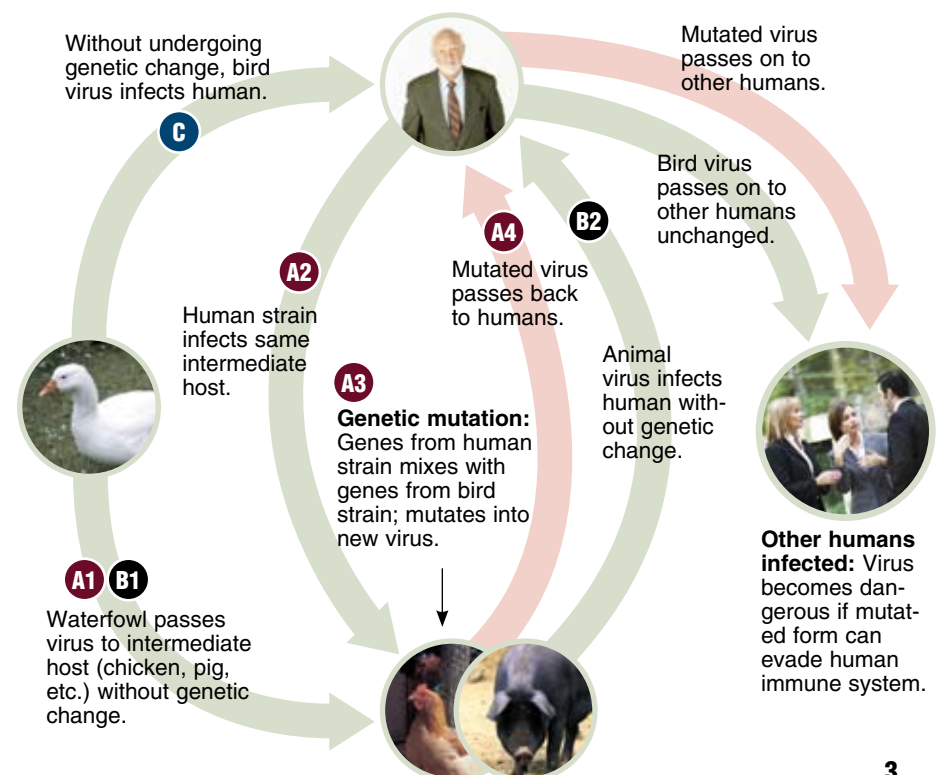 Without undergoing
genetic change, bird
virus infects human.
C
Mutated virus
passes on to
other humans.
Bird virus
passes on to
other humans
unchanged.
A2
Human strain
infects same
intermediate
host.
A4
Mutated virus
passes back
to humans.
B2
Animal
virus infects
human with-
out genetic
change.
A3
Genetic mutation:
Genes from human
strain mixes with
genes from bird
strain; mutates into
new virus.
A1 B1
Waterfowl passes
virus to intermediate
host (chicken, pig,
etc.) without genetic
change.
Other humans
infected: Virus
becomes dan-
gerous if mutat-
ed form can
evade human
immune system.
3